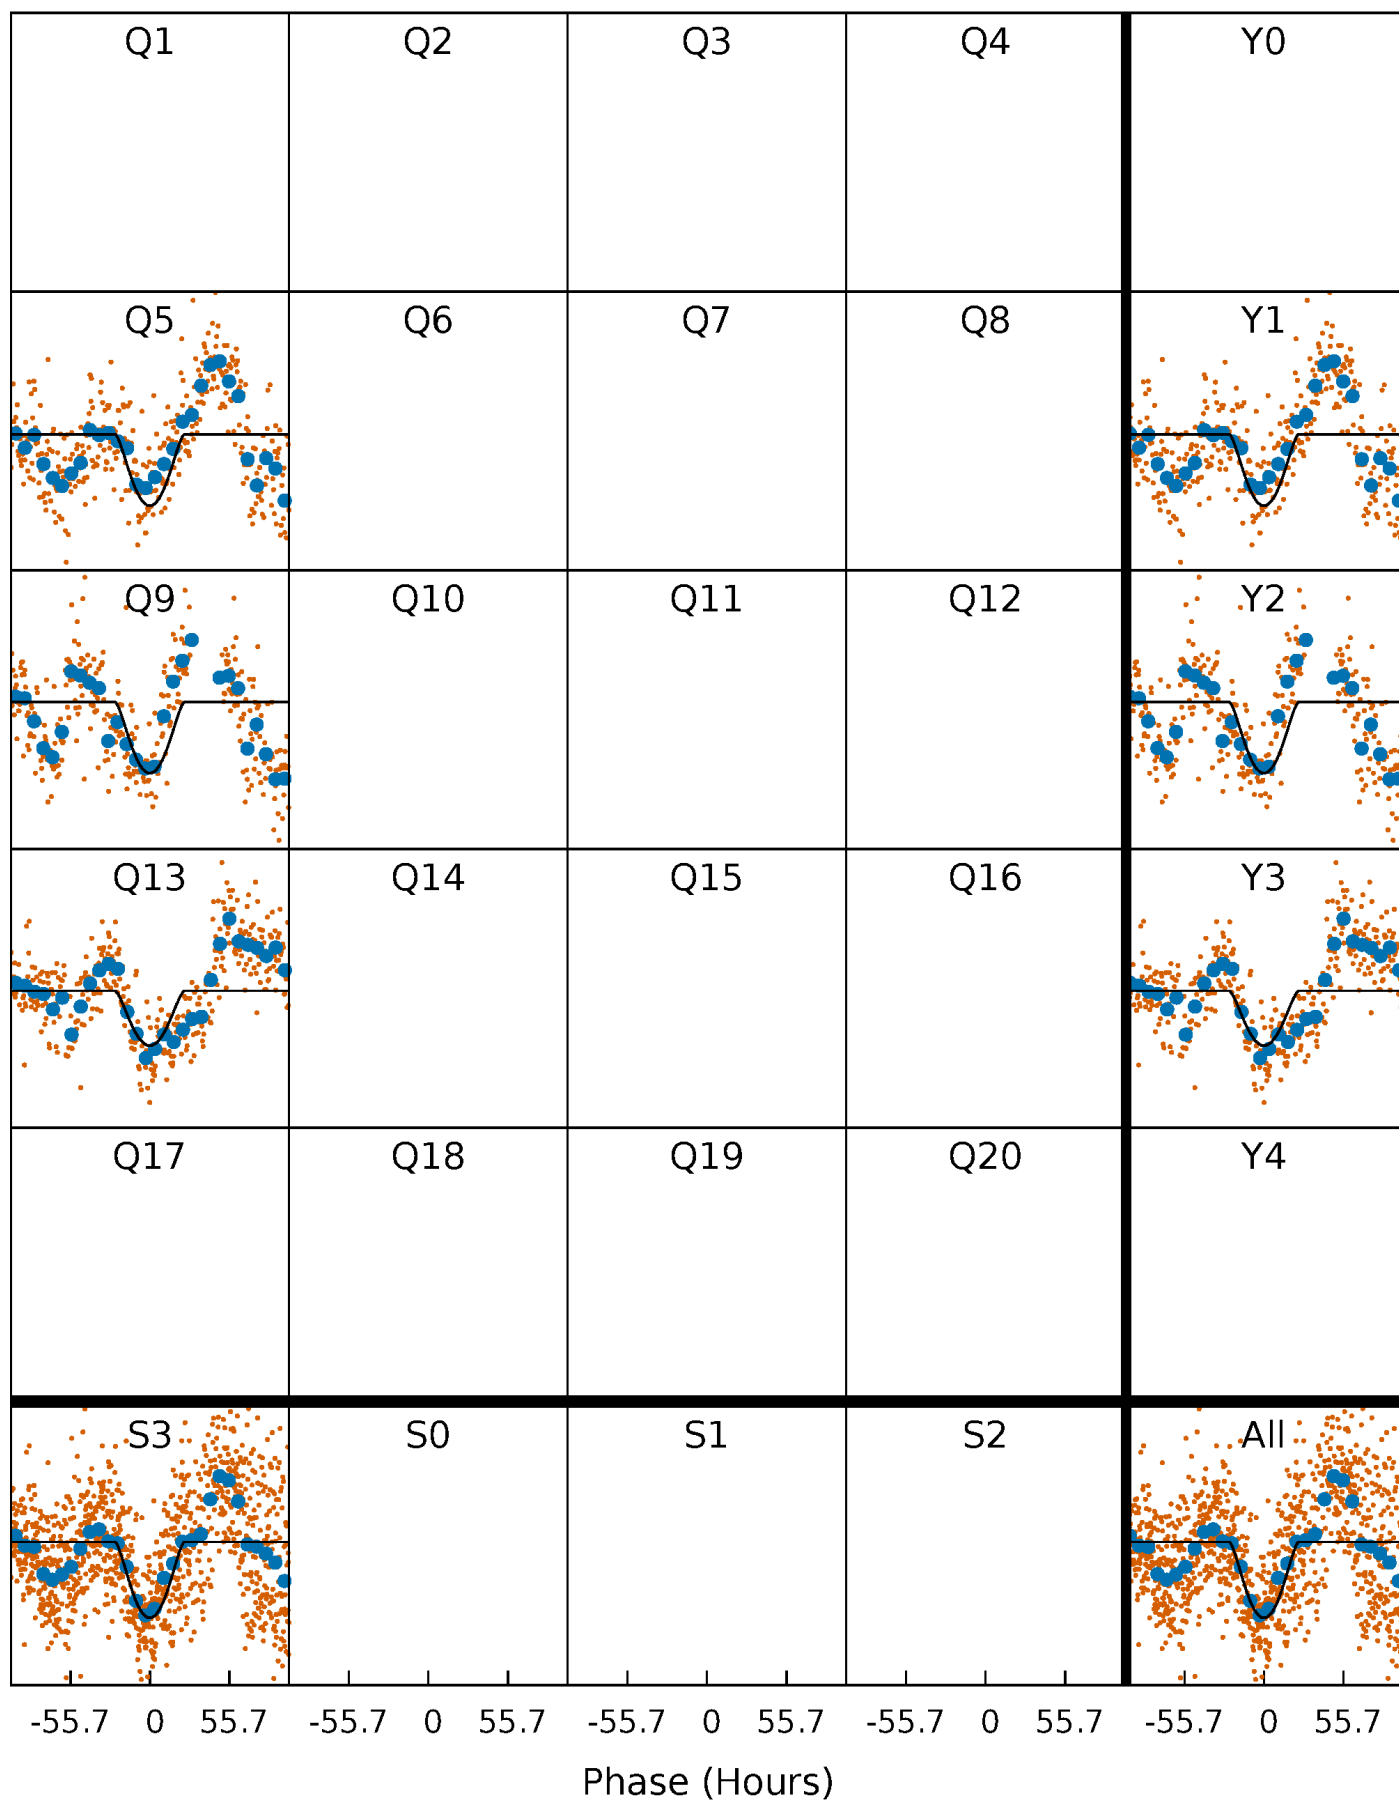 Q1 Q2 Q3 Q4 Y0
Q5 Q6 Q7 Q8 Y1
Q9 Q10 Q11 Q12 Y2
Q13 Q14 Q15 Q16 Y3
Q17 Q18 Q19 Q20 Y4
S3 S0 S1 S2 All
-55.7 0 55.7 -55.7 0 55.7 -55.7 0 55.7 -55.7 0 55.7 -55.7 0 55.7
Phase (Hours)